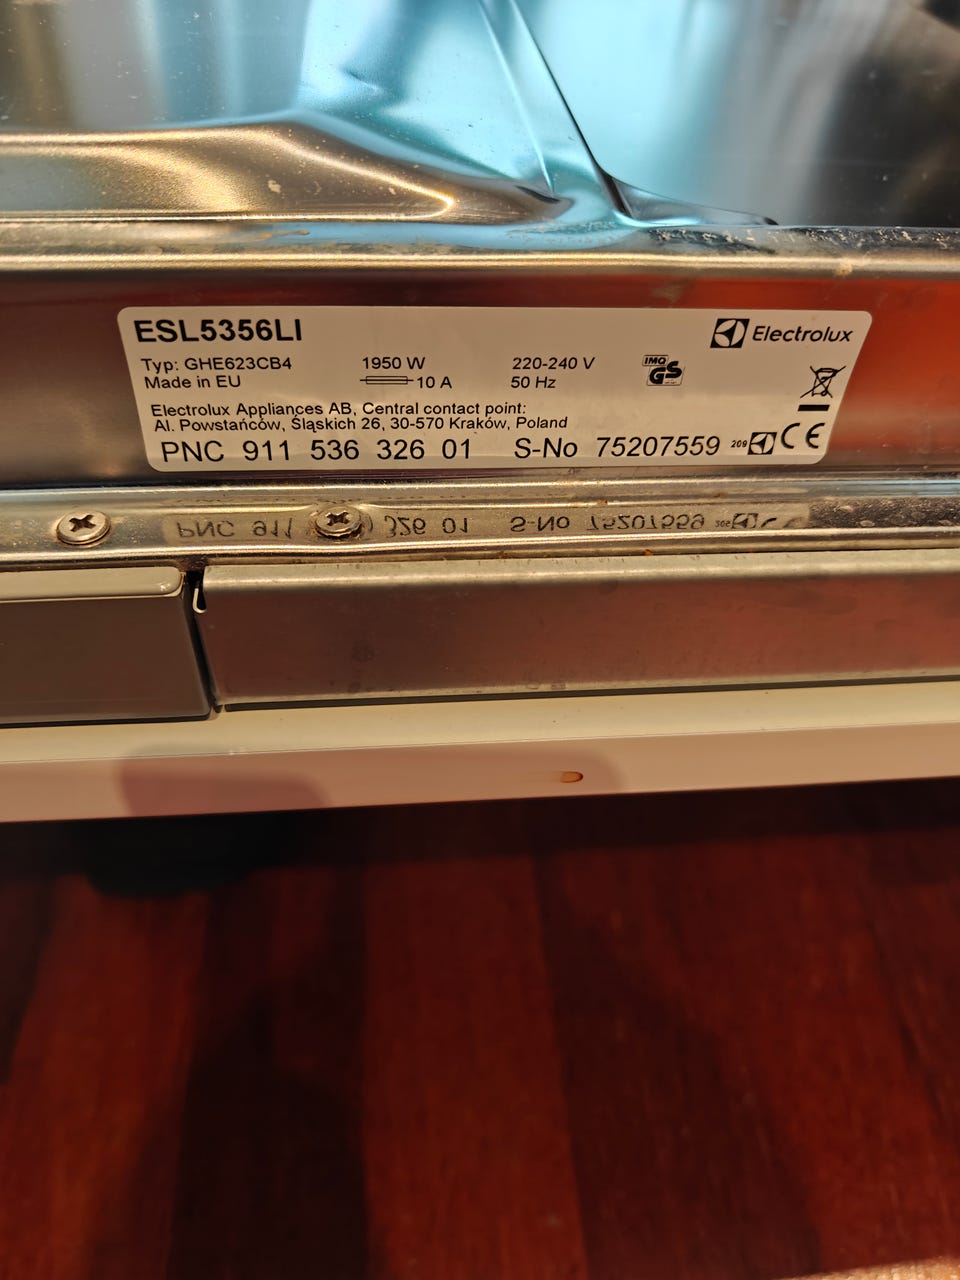 ESL5356LI
Electrolux
Typ: GHE623CB4 1950 W 220-240 V IMQ GS
Made in EU 10 A 50 Hz
Electrolux Appliances AB, Central contact point:
Al. Powstańców, Śląskich 26, 30-570 Kraków, Poland
PNC 911 536 326 01 S-No 75207559 209 CE